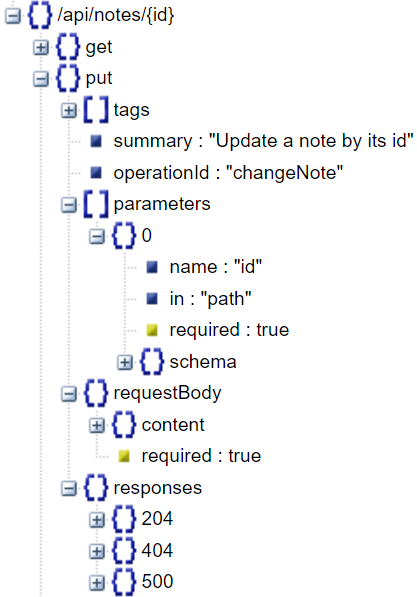 /api/notes/{id}
get
put
tags
summary : "Update a note by its id"
operationId : "changeNote"
parameters
0
name : "id"
in : "path"
required : true
schema
requestBody
content
required : true
responses
204
404
500